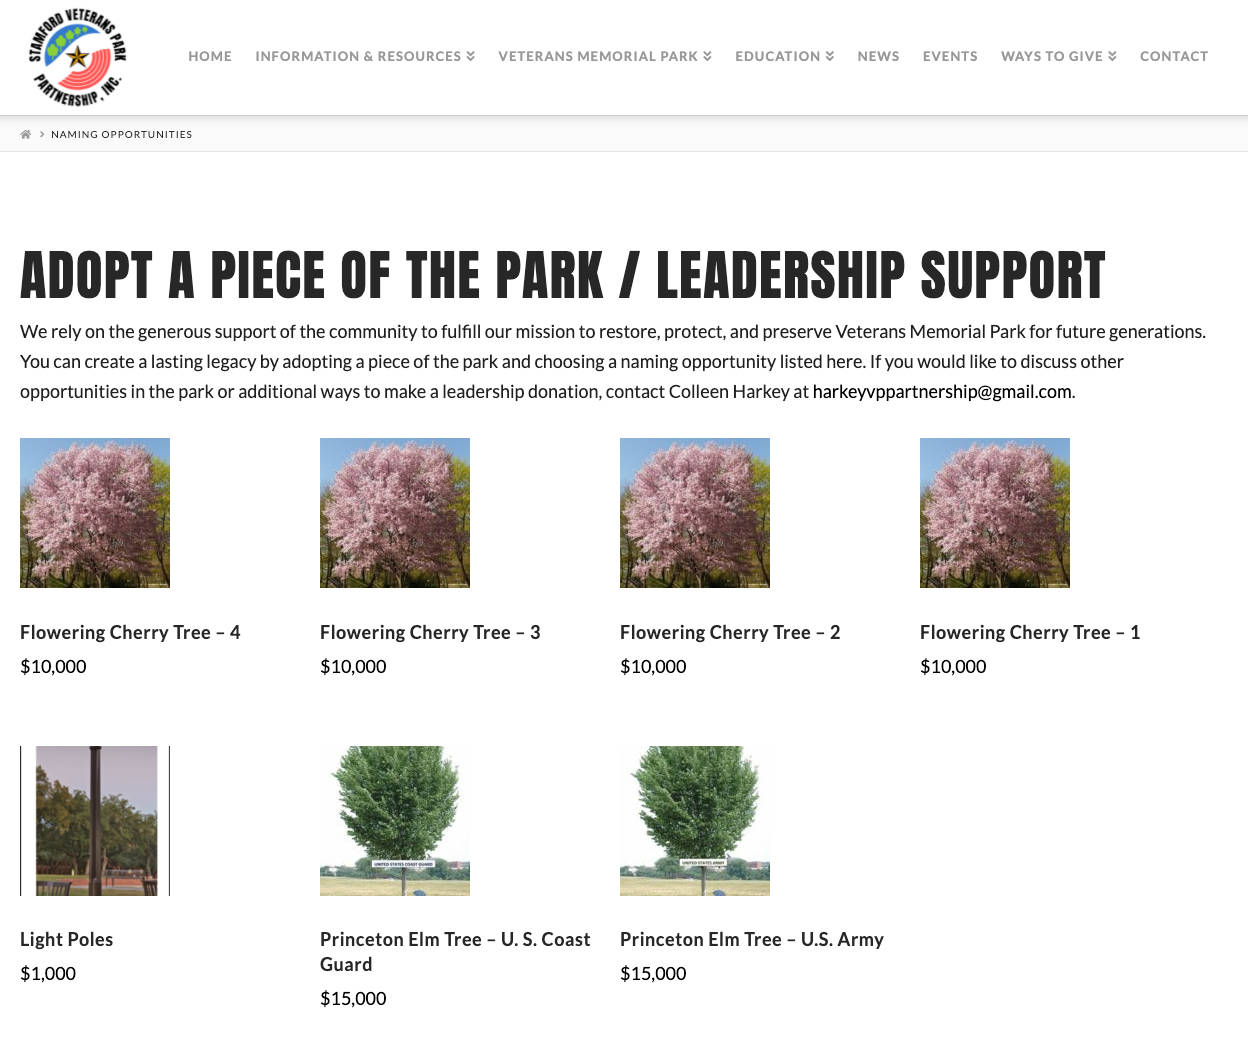 STAMFORD VETERANS PARK
PARTNERSHIP, INC.
HOME INFORMATION & RESOURCES VETERANS MEMORIAL PARK EDUCATION NEWS EVENTS WAYS TO GIVE CONTACT
NAMING OPPORTUNITIES
ADOPT A PIECE OF THE PARK / LEADERSHIP SUPPORT
We rely on the generous support of the community to fulfill our mission to restore, protect, and preserve Veterans Memorial Park for future generations.
You can create a lasting legacy by adopting a piece of the park and choosing a naming opportunity listed here. If you would like to discuss other
opportunities in the park or additional ways to make a leadership donation, contact Colleen Harkey at harkeyvppartnership@gmail.com.
Flowering Cherry Tree – 4
$10,000
Flowering Cherry Tree – 3
$10,000
Flowering Cherry Tree – 2
$10,000
Flowering Cherry Tree – 1
$10,000
Light Poles
$1,000
UNITED STATES COAST GUARD
Princeton Elm Tree – U. S. Coast
Guard
$15,000
UNITED STATES ARMY
Princeton Elm Tree – U.S. Army
$15,000